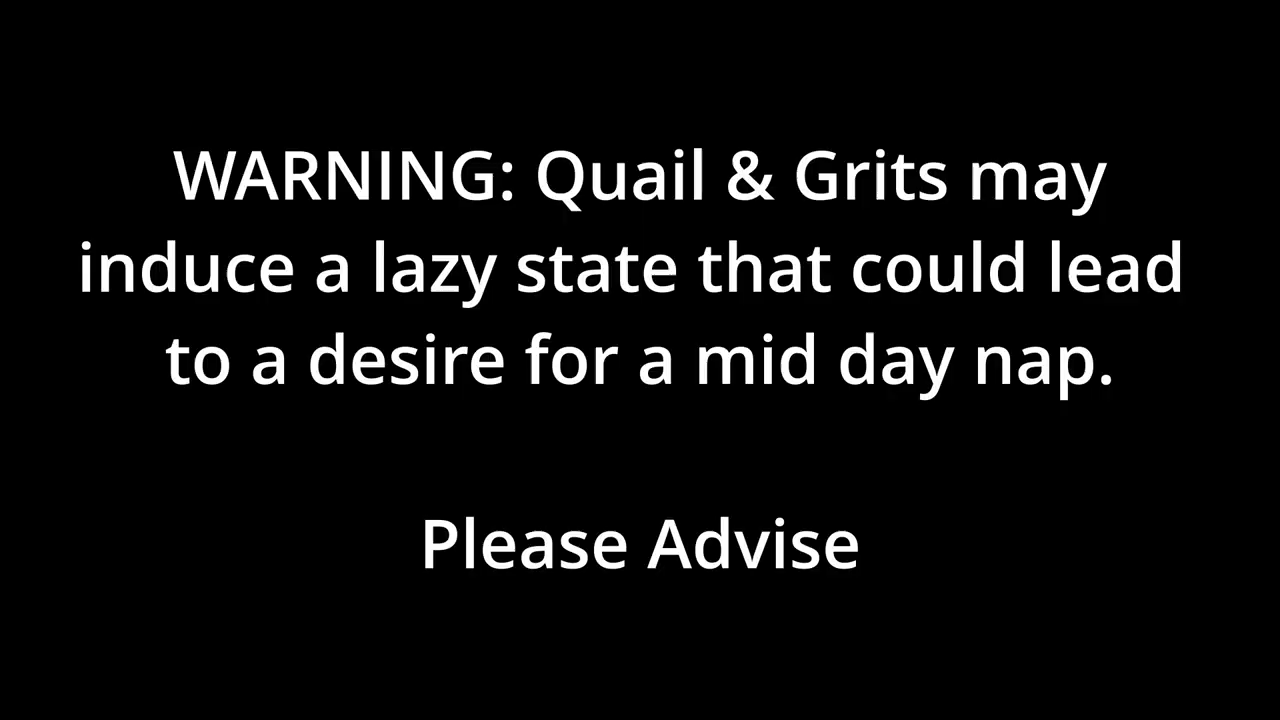 WARNING: Quail & Grits may
induce a lazy state that could lead
to a desire for a mid day nap.
Please Advise